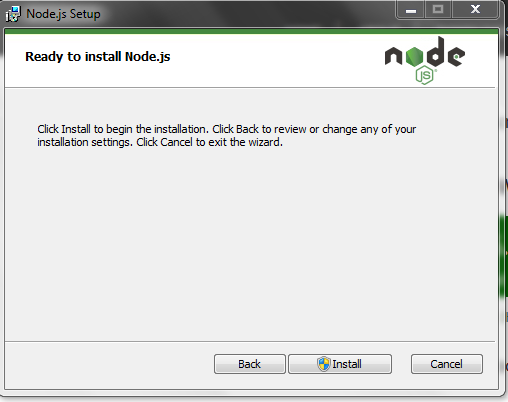 Node.js Setup
Ready to install Node.js
node
JS
Click Install to begin the installation. Click Back to review or change any of your
installation settings. Click Cancel to exit the wizard.
Back
Install
Cancel